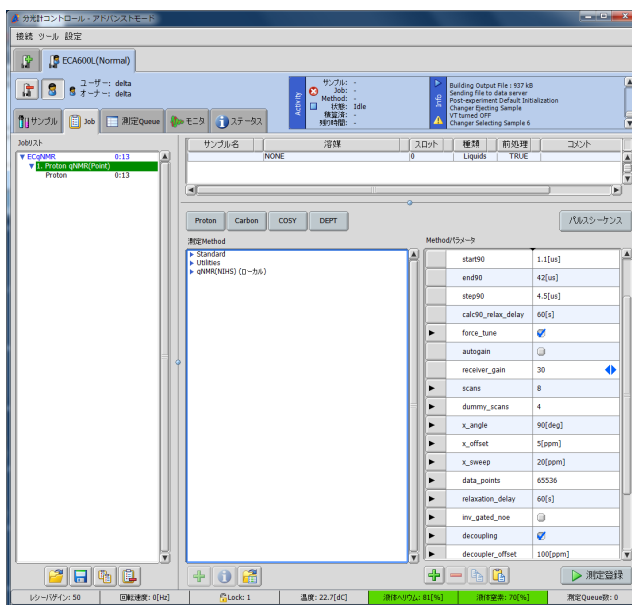 分光計コントロール - アドバンストモード
接続 ツール 設定
ECA600L(Normal)
ユーザー: delta
オーナー: delta
Activity
サンプル: -
Job: -
Method: -
状態: Idle
積算済: -
残り時間: -
Info
Building Output File : 937 kB
Sending file to data server
Post-experiment Default Initialization
Changer Ejecting Sample
VT turned OFF
Changer Selecting Sample 6
サンプル Job 測定Queue モニタ ステータス
Jobリスト
ECqNMR 0:13
1. Proton qNMR(Point)
Proton 0:13
サンプル名 溶媒 スロット 種類 前処理 コメント
NONE 0 Liquids TRUE
Proton Carbon COSY DEPT パルスシーケンス
測定Method
Standard
Utilities
qNMR(NIHS) (ローカル)
Methodパラメータ
start90 1.1[us]
end90 42[us]
step90 4.5[us]
calc90_relax_delay 60[s]
force_tune
autogain
receiver_gain 30
scans 8
dummy_scans 4
x_angle 90[deg]
x_offset 5[ppm]
x_sweep 20[ppm]
data_points 65536
relaxation_delay 60[s]
inv_gated_noe
decoupling
decoupler_offset 100[ppm]
測定登録
レシーバゲイン: 50 回転速度: 0[Hz] Lock: 1 温度: 22.7[dC] 液体ヘリウム: 81[%] 液体窒素: 70[%] 測定Queue数: 0